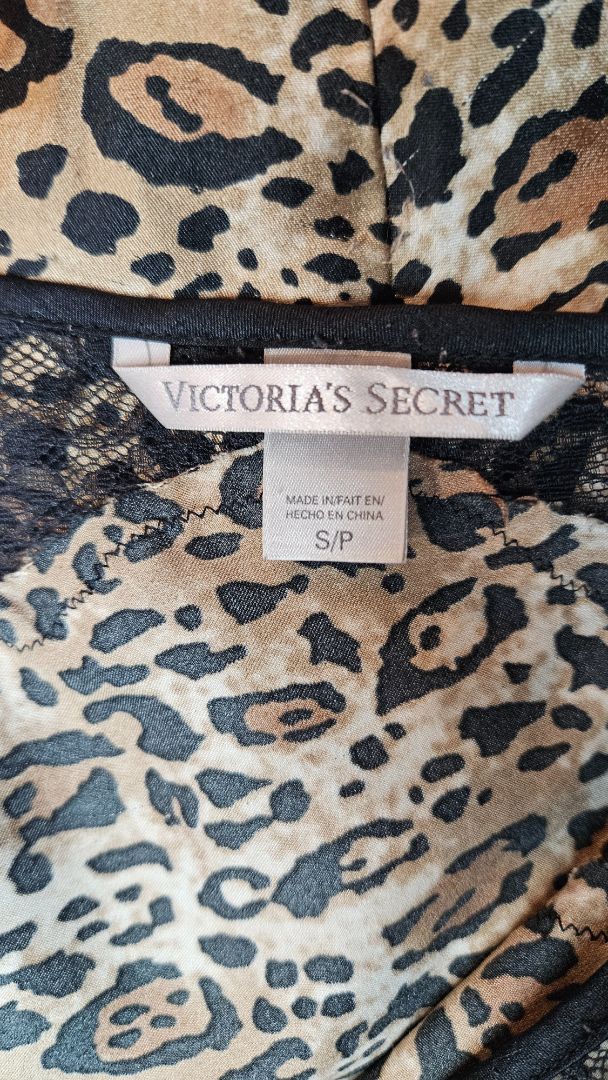 VICTORIA'S SECRET
MADE IN/FAIT EN/
HECHO EN CHINA
S/P